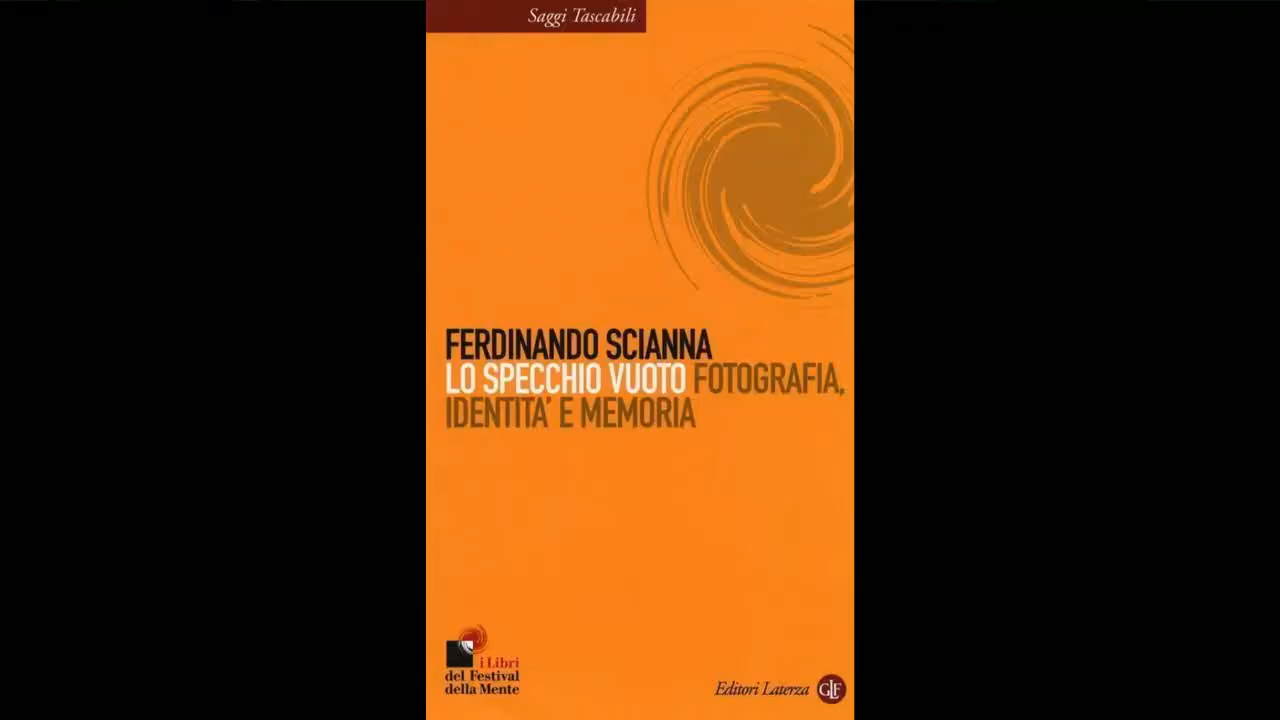 Saggi Tascabili
FERDINANDO SCIANNA
LO SPECCHIO VUOTO FOTOGRAFIA,
IDENTITA' E MEMORIA
i Libri
del Festival
della Mente
Editori Laterza GLF